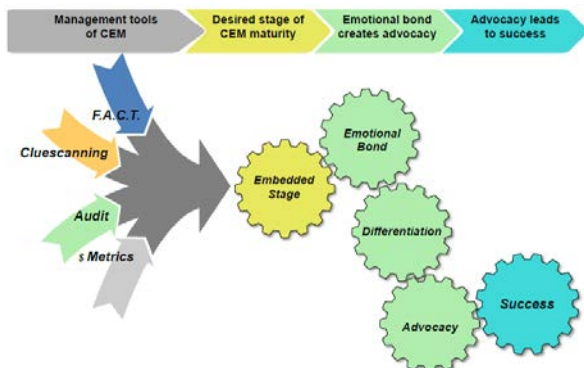 Management tools
of CEM
Desired stage of
CEM maturity
Emotional bond
creates advocacy
Advocacy leads
to success
F.A.C.T.
Cluescanning
Audit
$ Metrics
Embedded
Stage
Emotional
Bond
Differentiation
Advocacy
Success